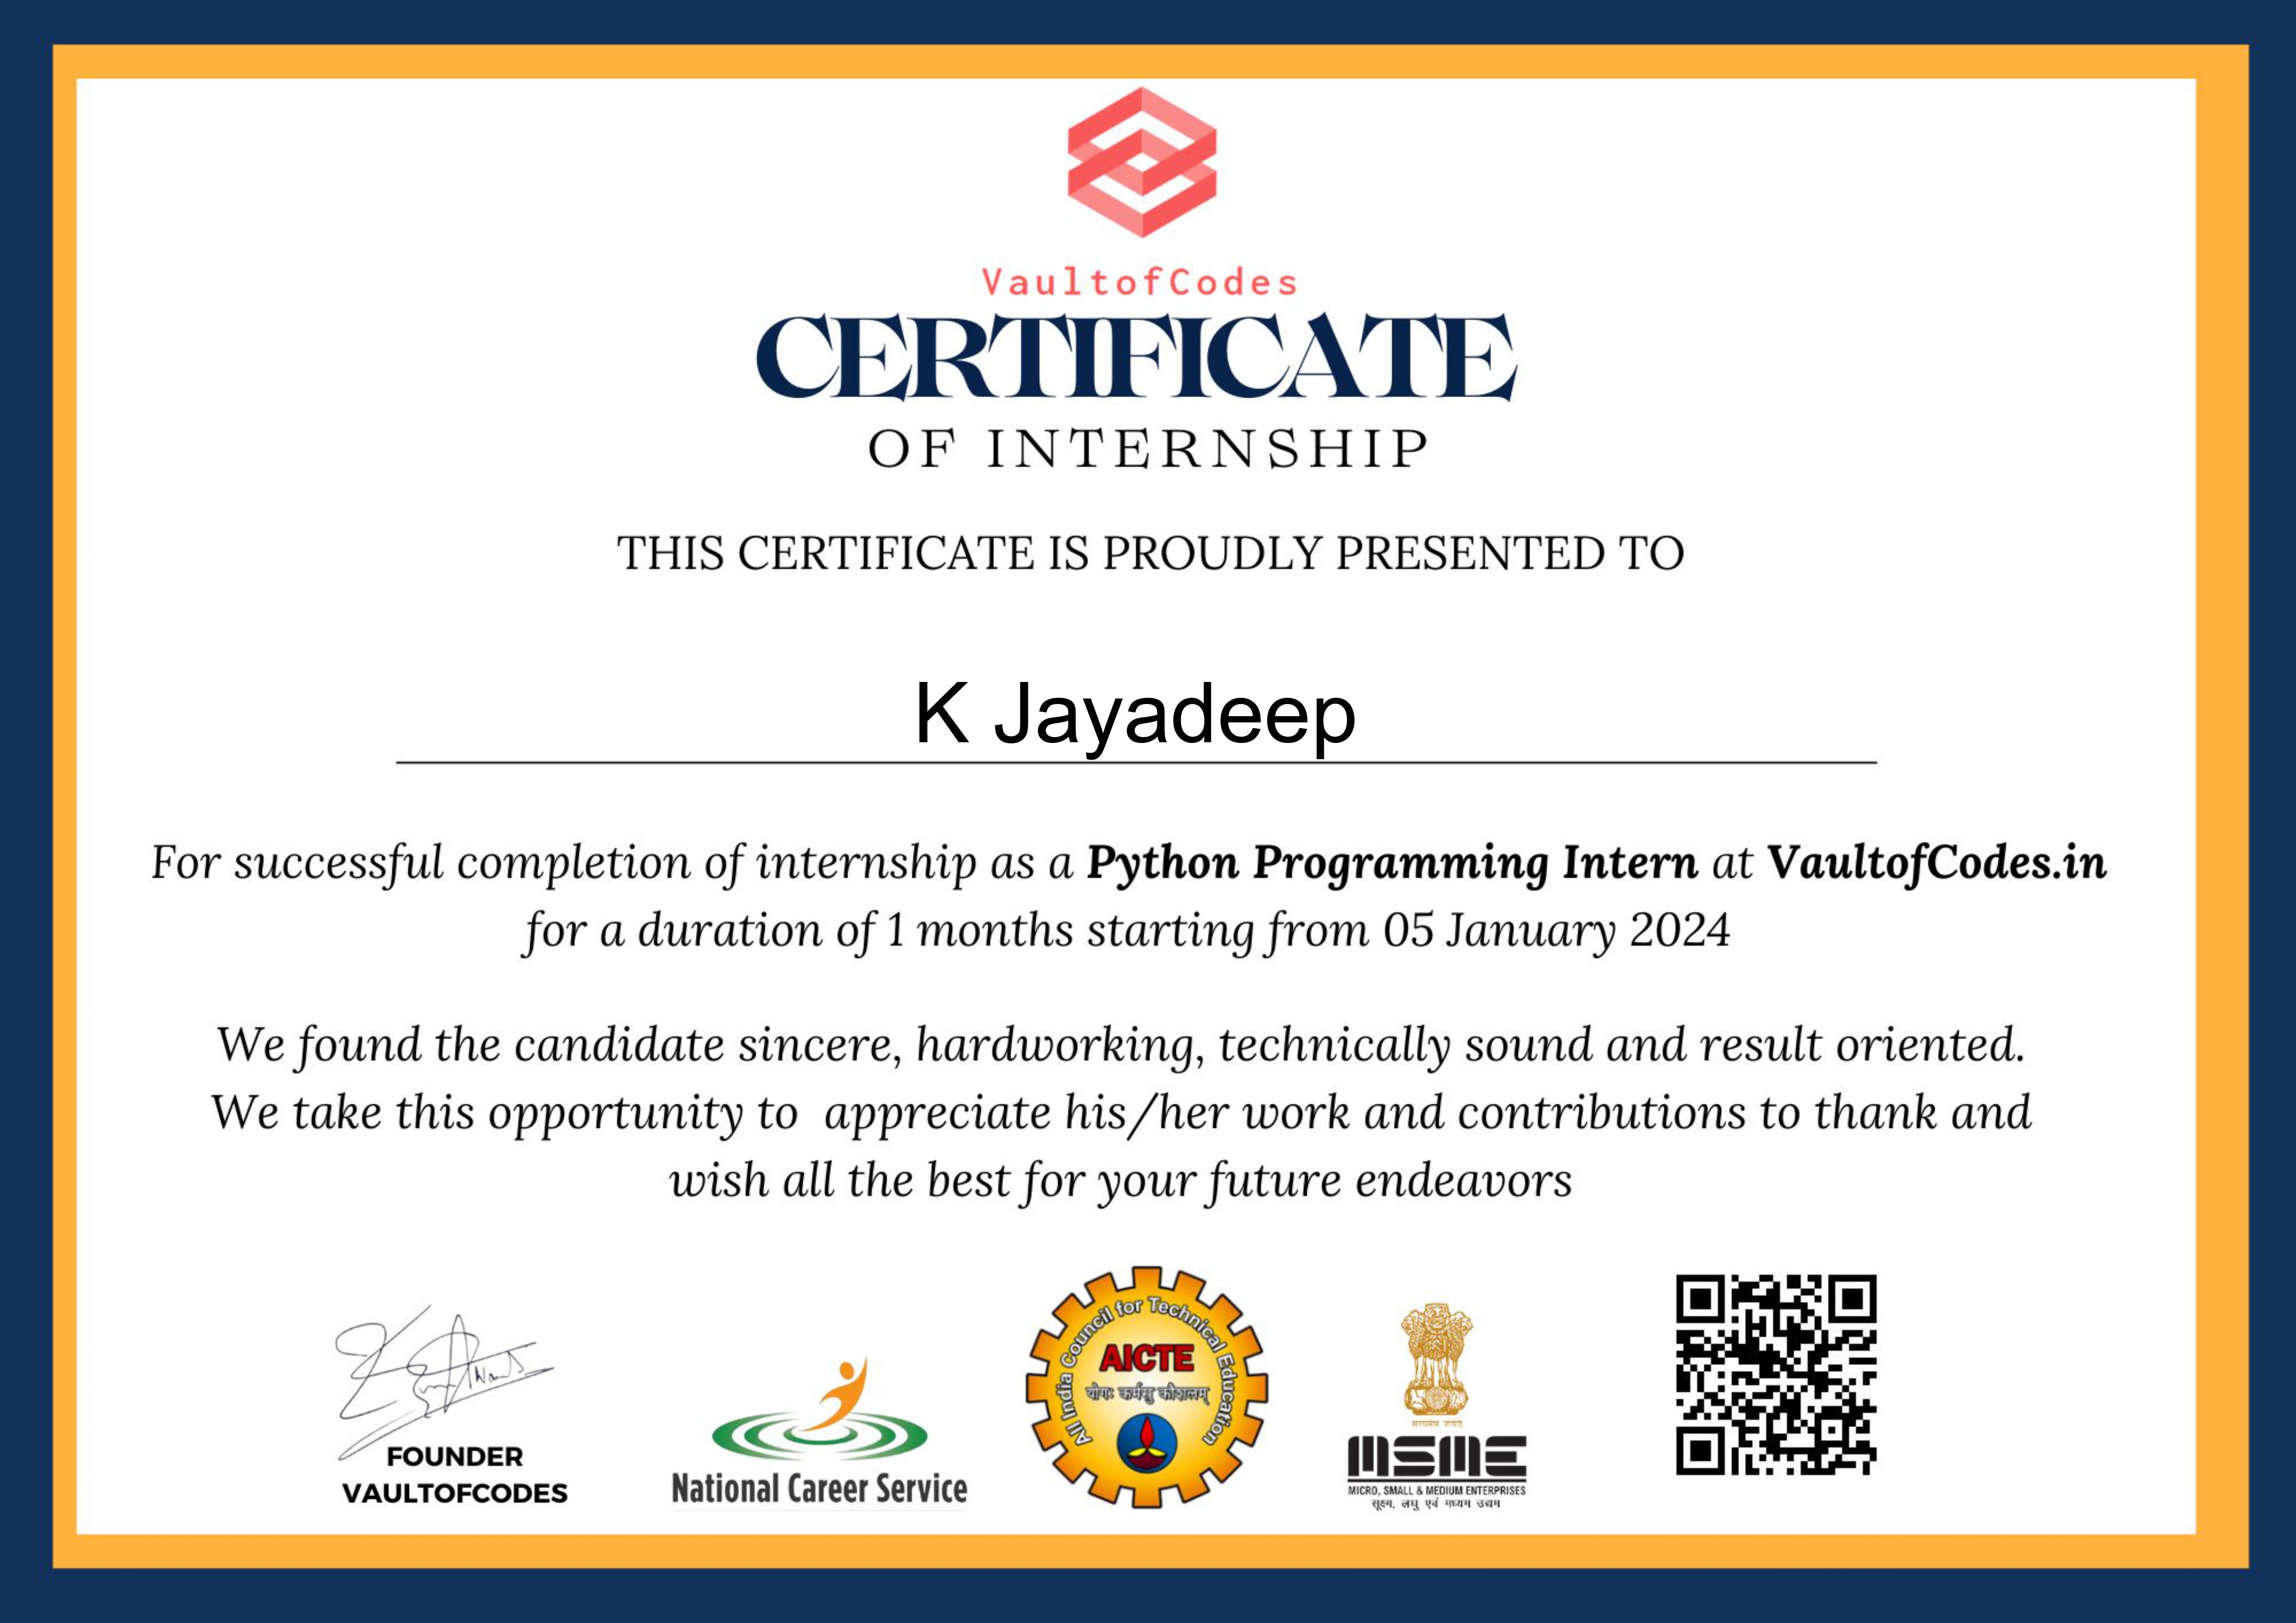 VaultofCodes
CERTIFICATE
OF INTERNSHIP
THIS CERTIFICATE IS PROUDLY PRESENTED TO
K Jayadeep
For successful completion of internship as a Python Programming Intern at VaultofCodes.in
for a duration of 1 months starting from 05 January 2024
We found the candidate sincere, hardworking, technically sound and result oriented.
We take this opportunity to appreciate his/her work and contributions to thank and
wish all the best for your future endeavors
FOUNDER
VAULTOFCODES
National Career Service
All India Council for Technical Education
AICTE
योगः कर्मसु कौशलम्
सत्यमेव जयते
MSME
MICRO, SMALL & MEDIUM ENTERPRISES
सूक्ष्म, लघु एवं मध्यम उद्यम